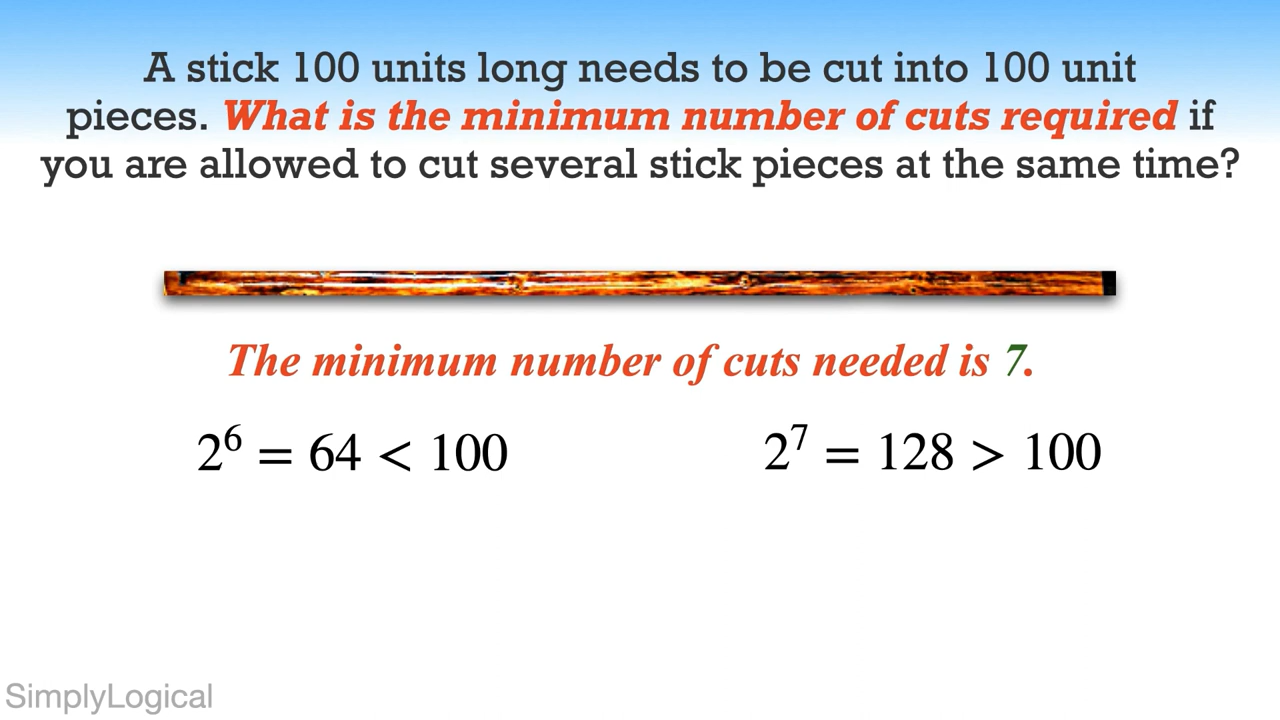 A stick 100 units long needs to be cut into 100 unit
pieces. What is the minimum number of cuts required if
you are allowed to cut several stick pieces at the same time?
The minimum number of cuts needed is 7.
2⁶ = 64 < 100
2⁷ = 128 > 100
SimplyLogical